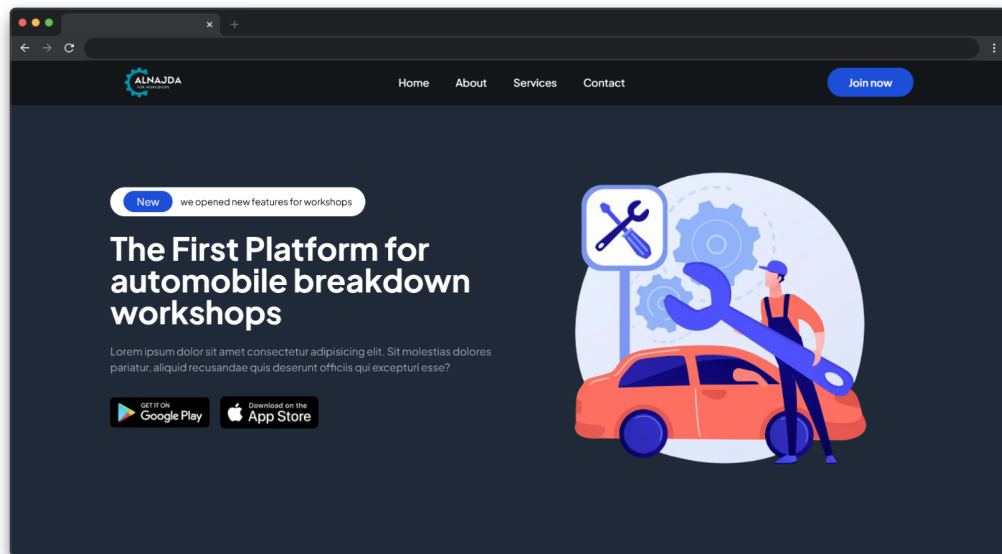 ALNAJDA
FOR WORKSHOPS
Home About Services Contact
Join now
New we opened new features for workshops
The First Platform for
automobile breakdown
workshops
Lorem ipsum dolor sit amet consectetur adipisicing elit. Sit molestias dolores
pariatur, aliquid recusandae quis deserunt officiis qui excepturi esse?
GET IT ON
Google Play
Download on the
App Store